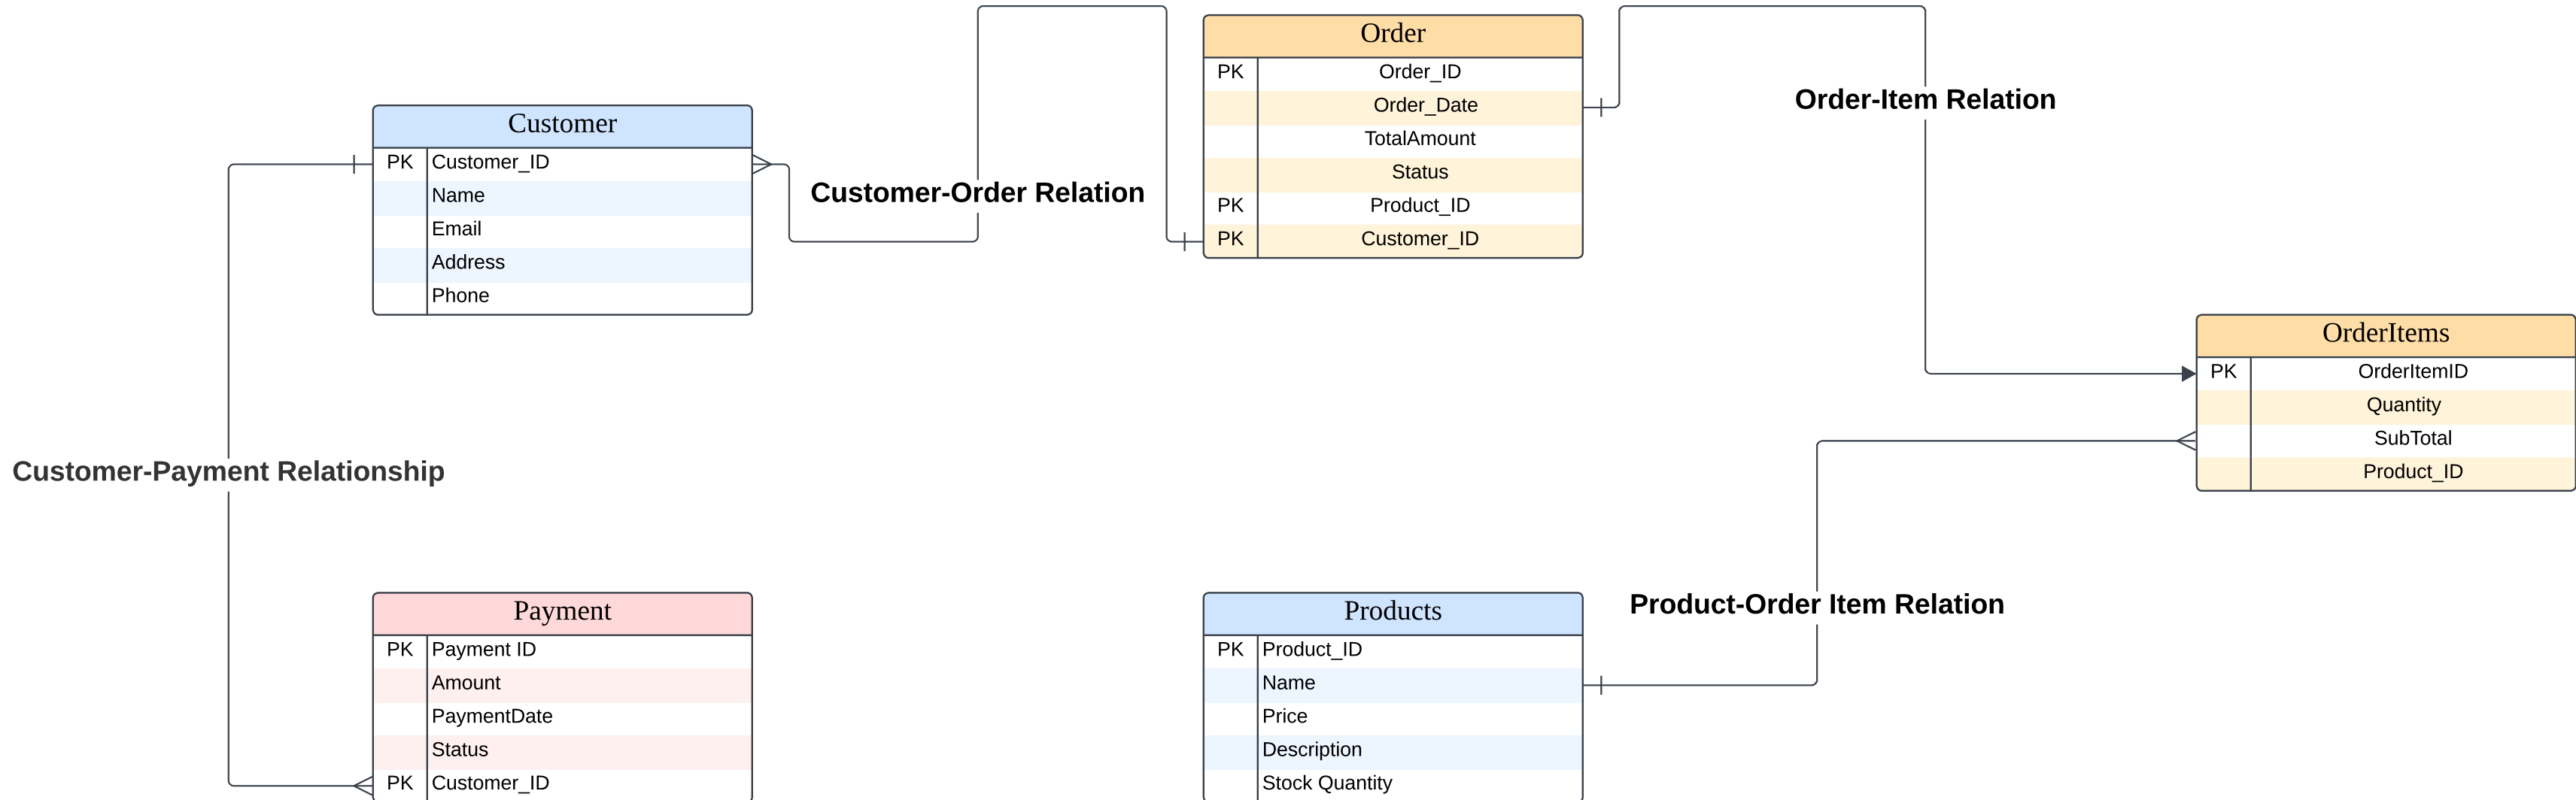 Order
PK Order_ID
Order_Date
TotalAmount
Status
PK Product_ID
PK Customer_ID
Order-Item Relation
Customer
PK Customer_ID
Name
Email
Address
Phone
Customer-Order Relation
OrderItems
PK OrderItemID
Quantity
SubTotal
Product_ID
Customer-Payment Relationship
Payment
PK Payment ID
Amount
PaymentDate
Status
PK Customer_ID
Products
PK Product_ID
Name
Price
Description
Stock Quantity
Product-Order Item Relation